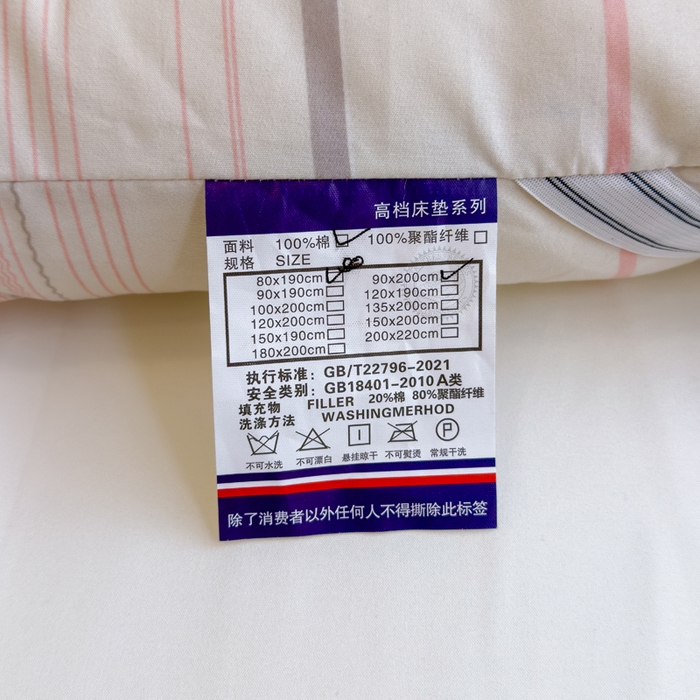 高档床垫系列
面料 100%棉 100%聚酯纤维
规格 SIZE
80x190cm 90x200cm
90x190cm 120x190cm
100x200cm 135x200cm
120x200cm 150x200cm
150x190cm 200x220cm
180x200cm
执行标准：GB/T22796-2021
安全类别：GB18401-2010 A类
填充物 FILLER 20%棉 80%聚酯纤维
洗涤方法 WASHINGMERHOD
不可水洗 不可漂白 悬挂晾干 不可熨烫 常规干洗
除了消费者以外任何人不得撕除此标签